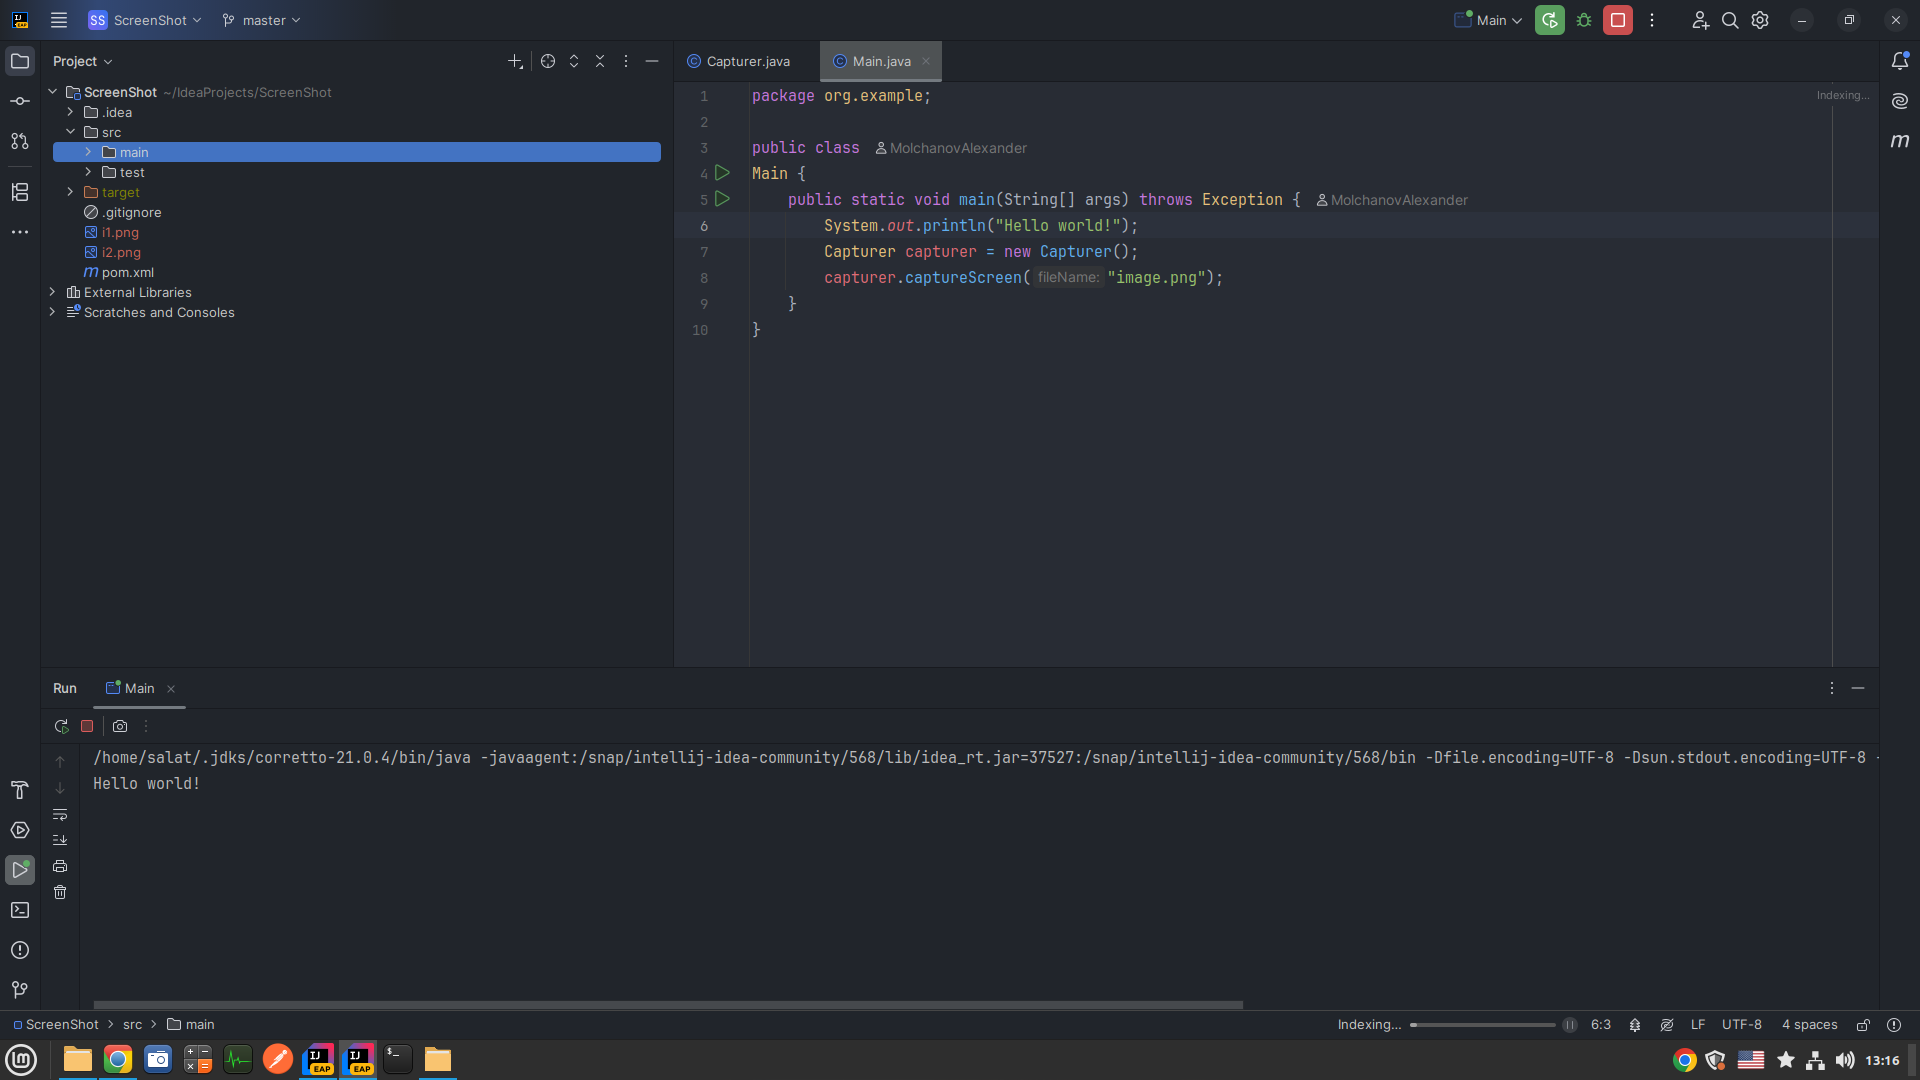 SS ScreenShot master Main
Project
Capturer.java Main.java
ScreenShot ~/IdeaProjects/ScreenShot
.idea
src
main
test
target
.gitignore
i1.png
i2.png
m pom.xml
External Libraries
Scratches and Consoles
Indexing...
1 package org.example;
2
3 public class MolchanovAlexander
4 Main {
5 public static void main(String[] args) throws Exception { MolchanovAlexander
6 System.out.println("Hello world!");
7 Capturer capturer = new Capturer();
8 capturer.captureScreen( fileName: "image.png");
9 }
10 }
Run Main
/home/salat/.jdks/corretto-21.0.4/bin/java -javaagent:/snap/intellij-idea-community/568/lib/idea_rt.jar=37527:/snap/intellij-idea-community/568/bin -Dfile.encoding=UTF-8 -Dsun.stdout.encoding=UTF-8 -
Hello world!
ScreenShot src main
Indexing... 6:3 LF UTF-8 4 spaces
13:16